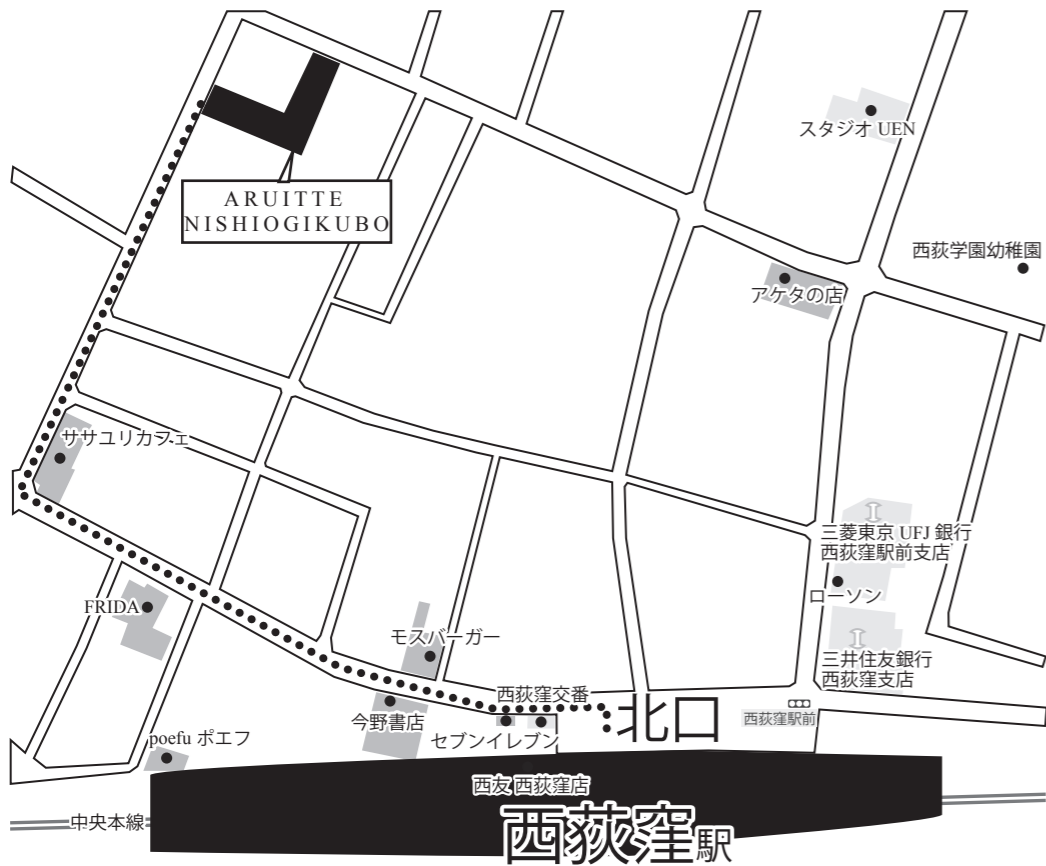 スタジオ UEN
ARUITTE
NISHIOGIKUBO
西荻学園幼稚園
アケタの店
ササユリカフェ
三菱東京 UFJ 銀行
西荻窪駅前支店
ローソン
FRIDA
モスバーガー
三井住友銀行
西荻窪支店
西荻窪交番
北口
西荻窪駅前
今野書店
セブンイレブン
poefu ポエフ
西友 西荻窪店
中央本線
西荻窪駅